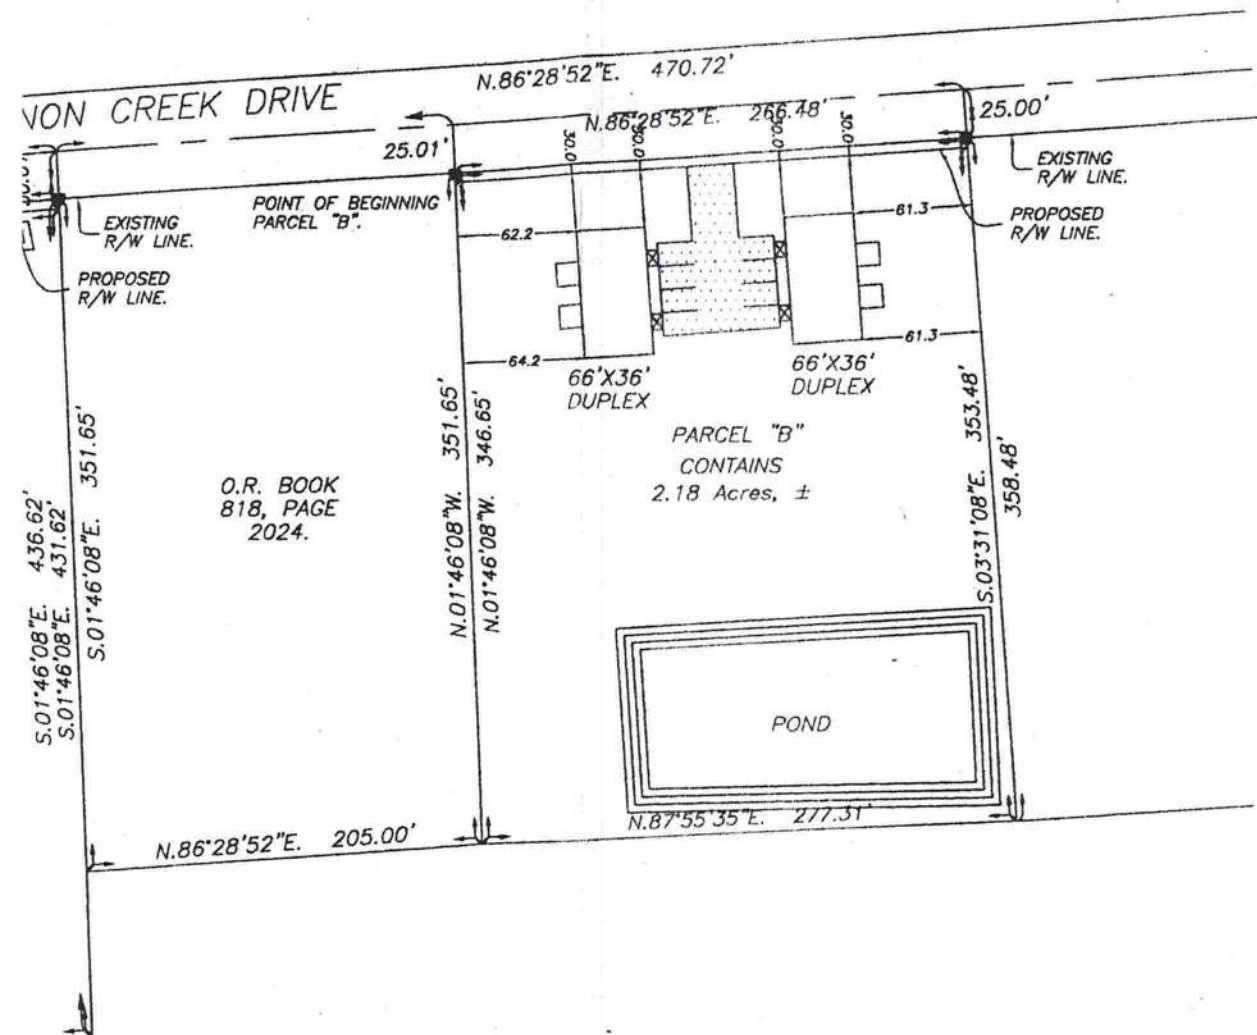 N.86°28'52"E. 470.72'
NON CREEK DRIVE
N.86°28'52"E. 266.48'
25.00'
25.01'
30.0
30.0
30.0
30.0
EXISTING
R/W LINE.
POINT OF BEGINNING
PARCEL "B".
EXISTING
R/W LINE.
PROPOSED
R/W LINE.
PROPOSED
R/W LINE.
62.2
61.3
64.2
61.3
66'X36'
DUPLEX
66'X36'
DUPLEX
PARCEL "B"
CONTAINS
2.18 Acres, ±
O.R. BOOK
818, PAGE
2024.
S.01°46'08"E. 436.62'
S.01°46'08"E. 431.62'
S.01°46'08"E. 351.65'
N.01°46'08"W. 351.65'
N.01°46'08"W. 346.65'
S.03°31'08"E. 353.48'
358.48'
POND
N.87°55'35"E. 277.31'
N.86°28'52"E. 205.00'